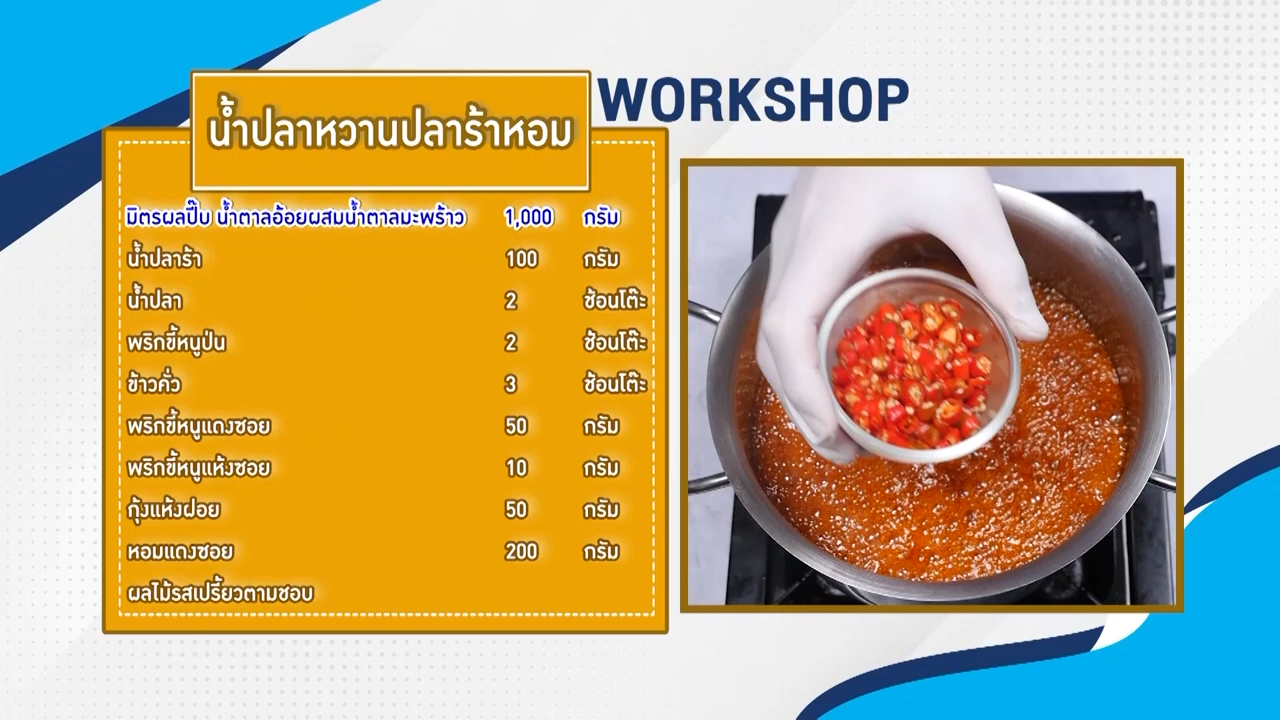 WORKSHOP
น้ำปลาหวานปลาร้าหอม
มิตรผลปี๊บ น้ำตาลอ้อยผสมน้ำตาลมะพร้าว 1,000 กรัม
น้ำปลาร้า 100 กรัม
น้ำปลา 2 ช้อนโต๊ะ
พริกขี้หนูป่น 2 ช้อนโต๊ะ
ข้าวคั่ว 3 ช้อนโต๊ะ
พริกขี้หนูแดงซอย 50 กรัม
พริกขี้หนูแห้งซอย 10 กรัม
กุ้งแห้งฝอย 50 กรัม
หอมแดงซอย 200 กรัม
ผลไม้รสเปรี้ยวตามชอบ